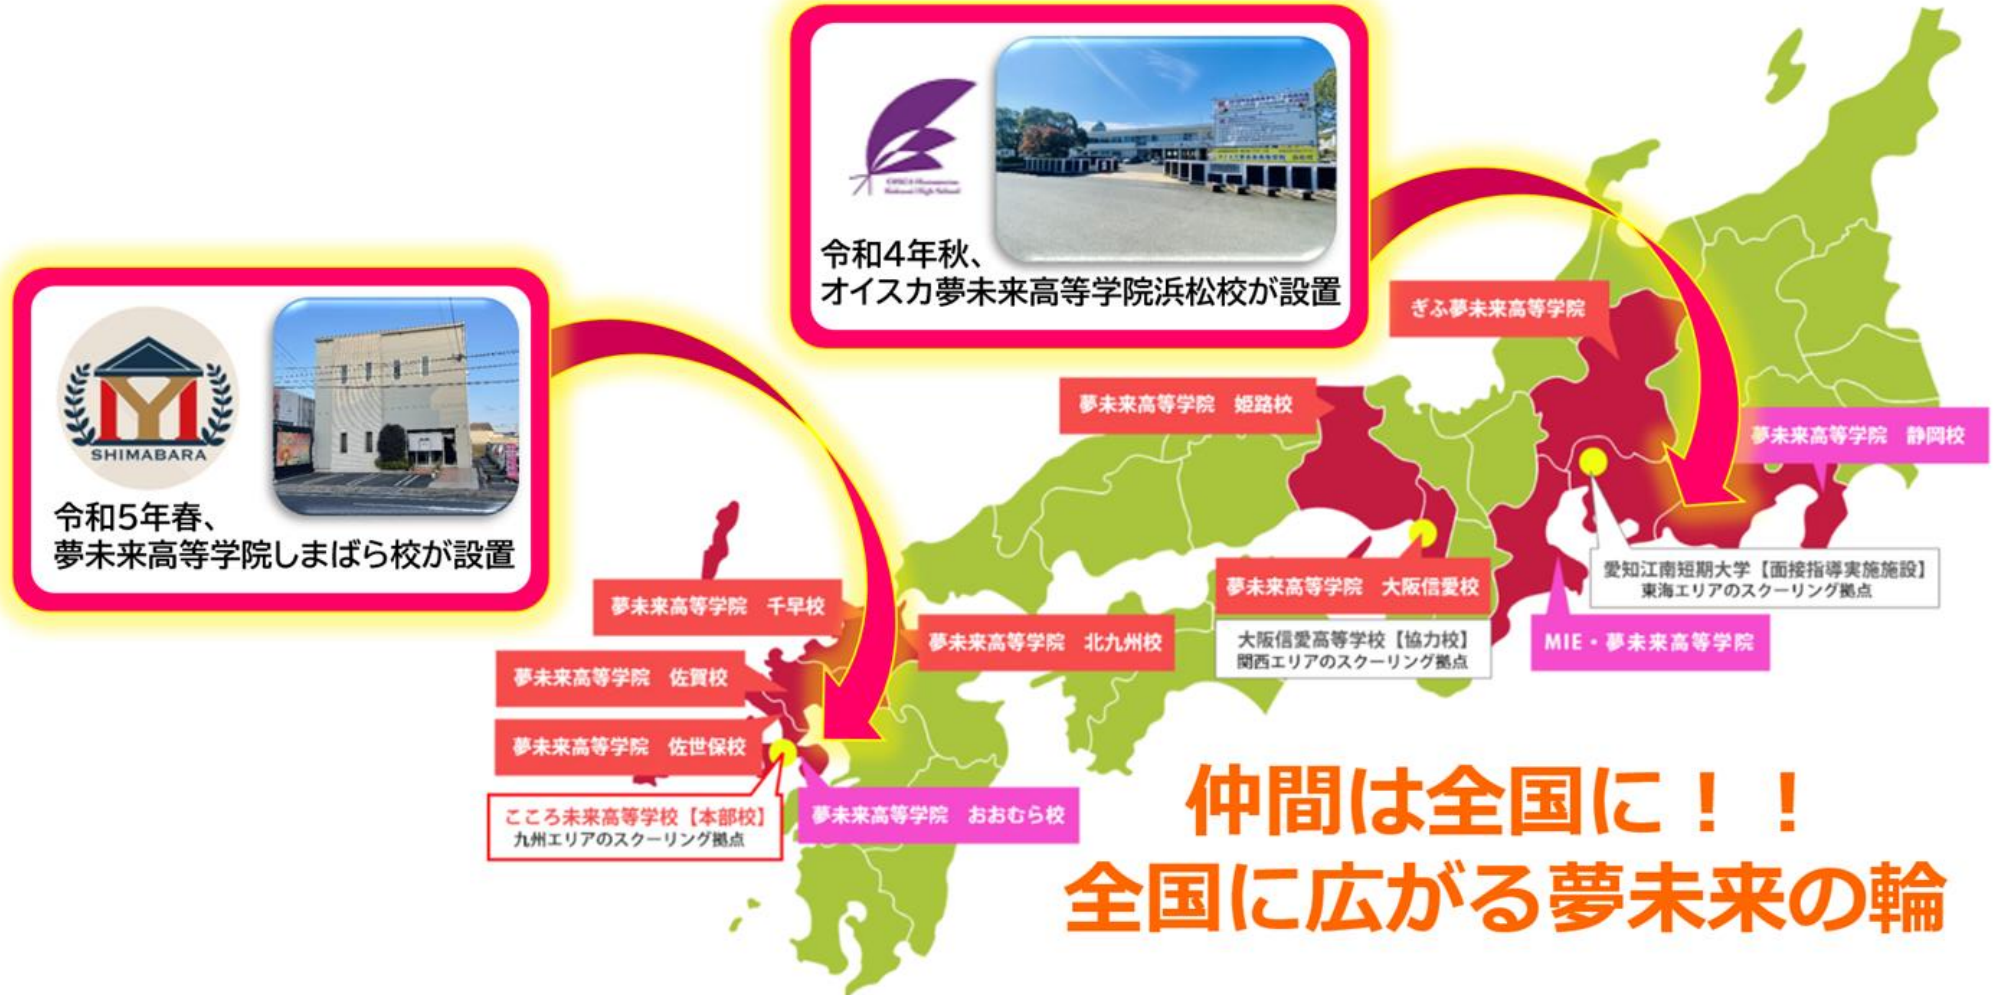 令和4年秋、
オイスカ夢未来高等学院浜松校が設置
SHIMABARA
令和5年春、
夢未来高等学院しまばら校が設置
ぎふ夢未来高等学院
夢未来高等学院 姫路校
夢未来高等学院 静岡校
愛知江南短期大学【面接指導実施施設】
東海エリアのスクーリング拠点
夢未来高等学院 大阪信愛校
大阪信愛高等学校【協力校】
関西エリアのスクーリング拠点
MIE・夢未来高等学院
夢未来高等学院 千早校
夢未来高等学院 北九州校
夢未来高等学院 佐賀校
夢未来高等学院 佐世保校
こころ未来高等学校【本部校】
九州エリアのスクーリング拠点
夢未来高等学院 おおむら校
仲間は全国に！！
全国に広がる夢未来の輪